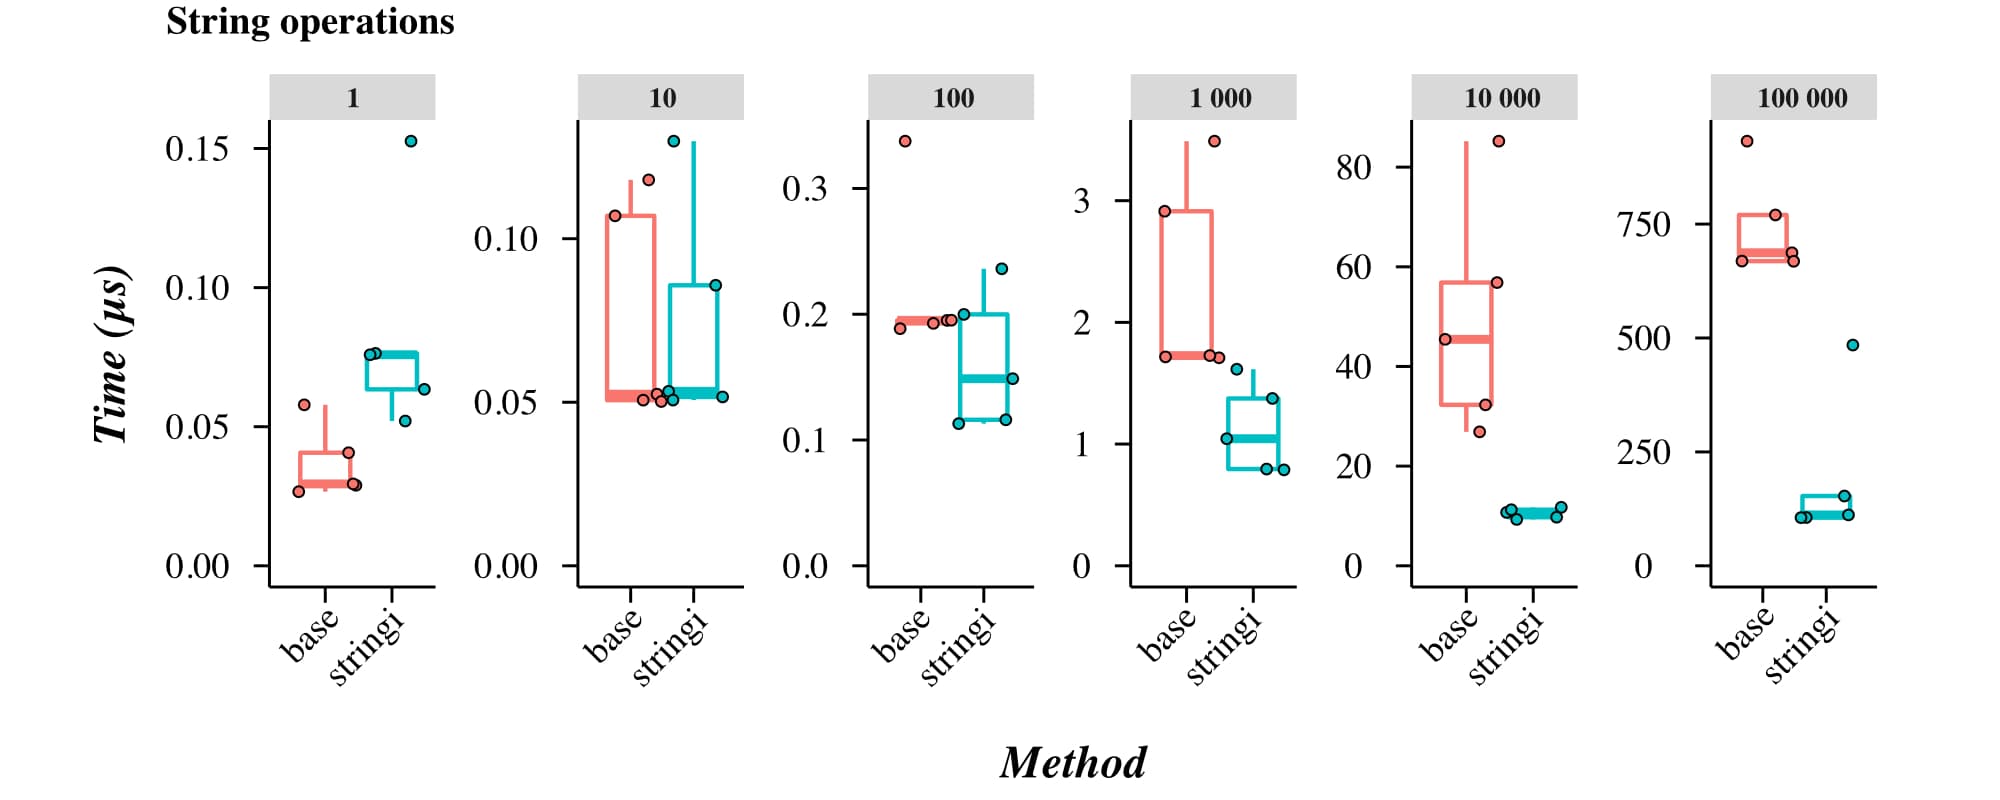 String operations
1
10
100
1 000
10 000
100 000
Time (µs)
0.15
0.10
0.05
0.00
0.10
0.05
0.00
0.3
0.2
0.1
0.0
3
2
1
0
80
60
40
20
0
750
500
250
0
base
stringi
base
stringi
base
stringi
base
stringi
base
stringi
base
stringi
Method